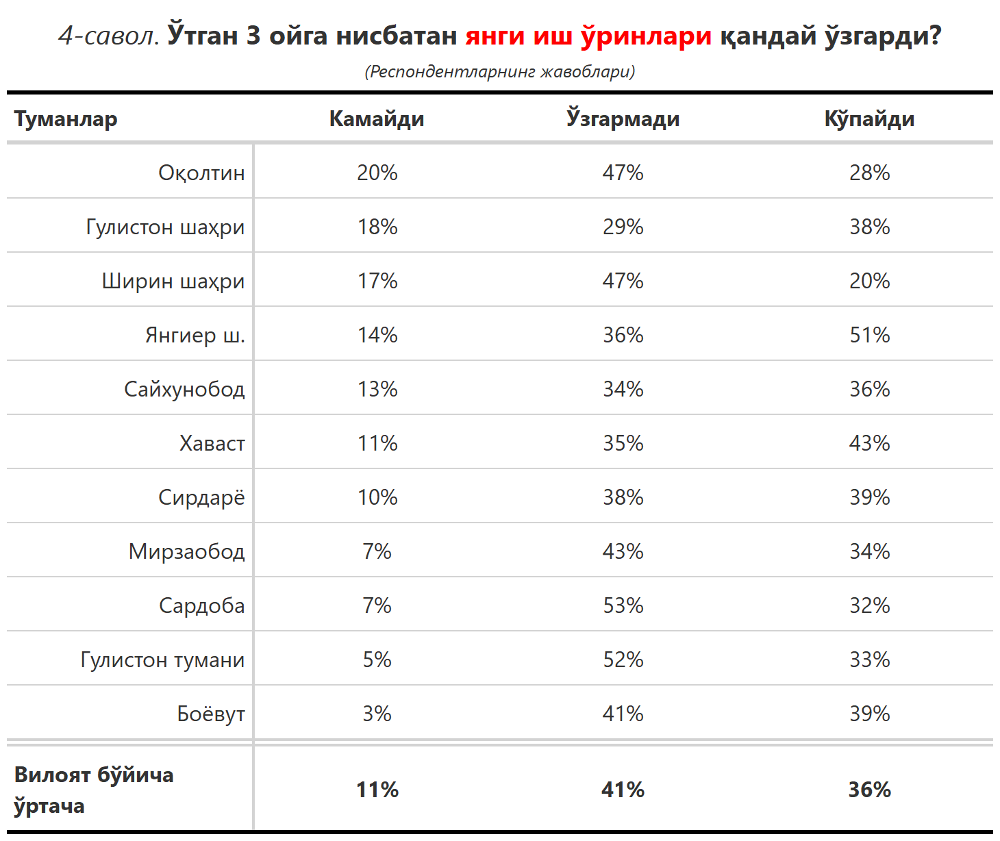 4-савол. Ўтган 3 ойга нисбатан янги иш ўринлари қандай ўзгарди?
(Респондентларнинг жавоблари)
Туманлар Камайди Ўзгармади Кўпайди
Оқолтин 20% 47% 28%
Гулистон шаҳри 18% 29% 38%
Ширин шаҳри 17% 47% 20%
Янгиер ш. 14% 36% 51%
Сайхунобод 13% 34% 36%
Хаваст 11% 35% 43%
Сирдарё 10% 38% 39%
Мирзаобод 7% 43% 34%
Сардоба 7% 53% 32%
Гулистон тумани 5% 52% 33%
Боёвут 3% 41% 39%
Вилоят бўйича
ўртача 11% 41% 36%